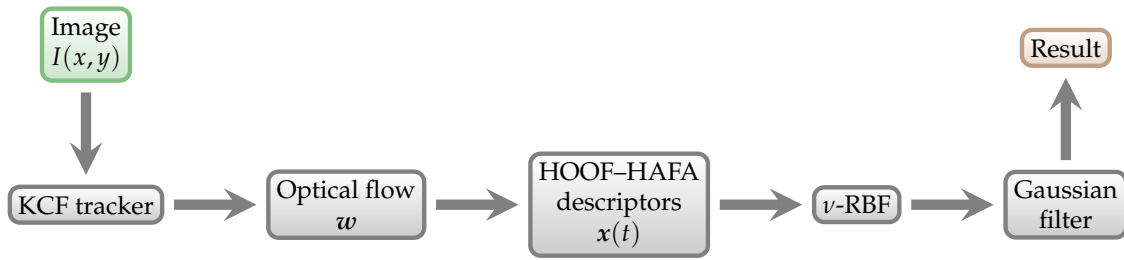 Image
I(x, y)
KCF tracker
Optical flow
w
HOOF–HAFA
descriptors
x(t)
ν-RBF
Gaussian
filter
Result